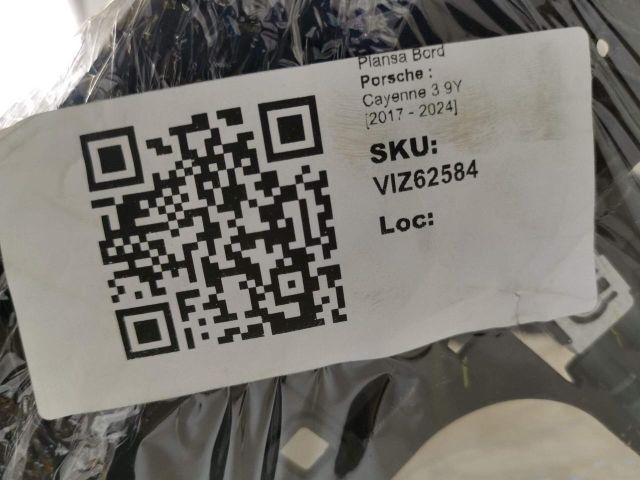 Plansa Bord
Porsche :
Cayenne 3 9Y
[2017 - 2024]
SKU:
VIZ62584
Loc: